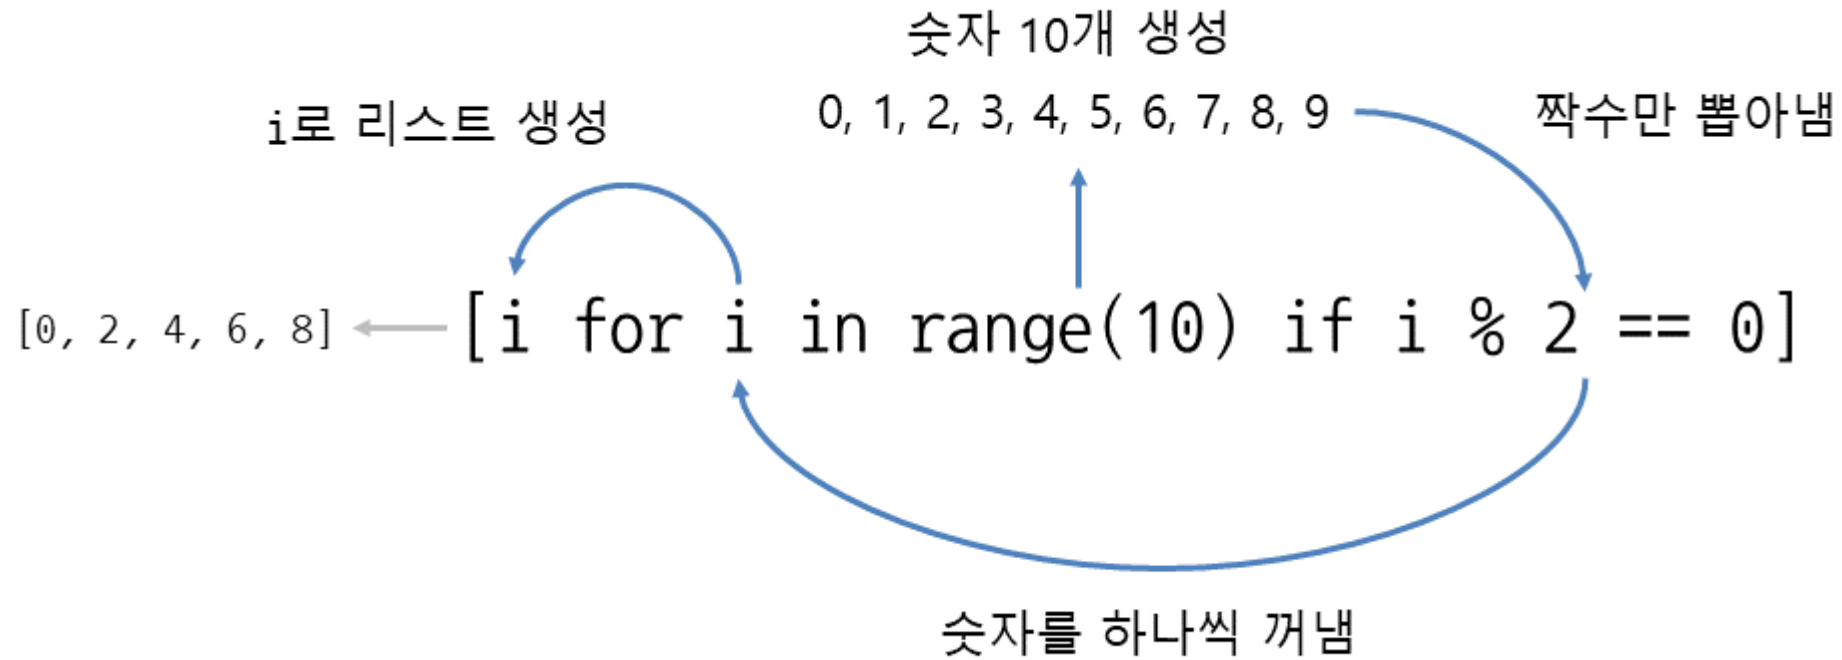 숫자 10개 생성
i로 리스트 생성
0, 1, 2, 3, 4, 5, 6, 7, 8, 9
짝수만 뽑아냄
[0, 2, 4, 6, 8]
[i for i in range(10) if i % 2 == 0]
숫자를 하나씩 꺼냄